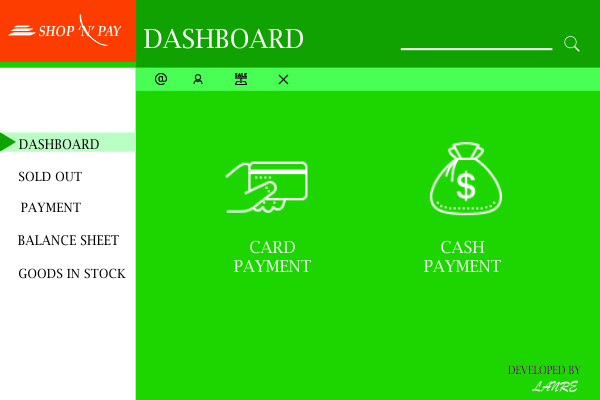 SHOP 'N' PAY
DASHBOARD
@
DASHBOARD
SOLD OUT
PAYMENT
BALANCE SHEET
GOODS IN STOCK
$
CARD
PAYMENT
CASH
PAYMENT
DEVELOPED BY
LANRE